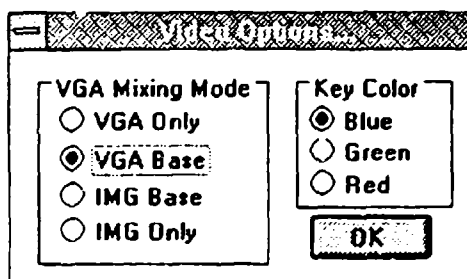 Video Options...
VGA Mixing Mode
VGA Only
VGA Base
IMG Base
IMG Only
Key Color
Blue
Green
Red
OK